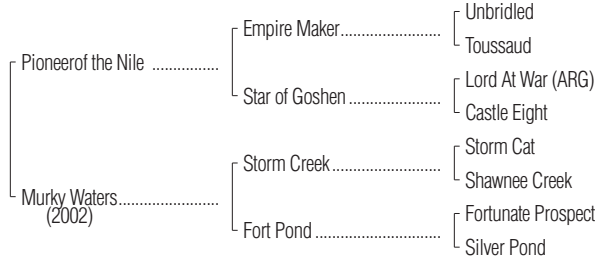 Unbridled
Empire Maker....................
Toussaud
Pioneerof the Nile ................
Lord At War (ARG)
Star of Goshen ......................
Castle Eight
Storm Cat
Storm Creek..........................
Shawnee Creek
Murky Waters........................
(2002)
Fortunate Prospect
Fort Pond ..............................
Silver Pond